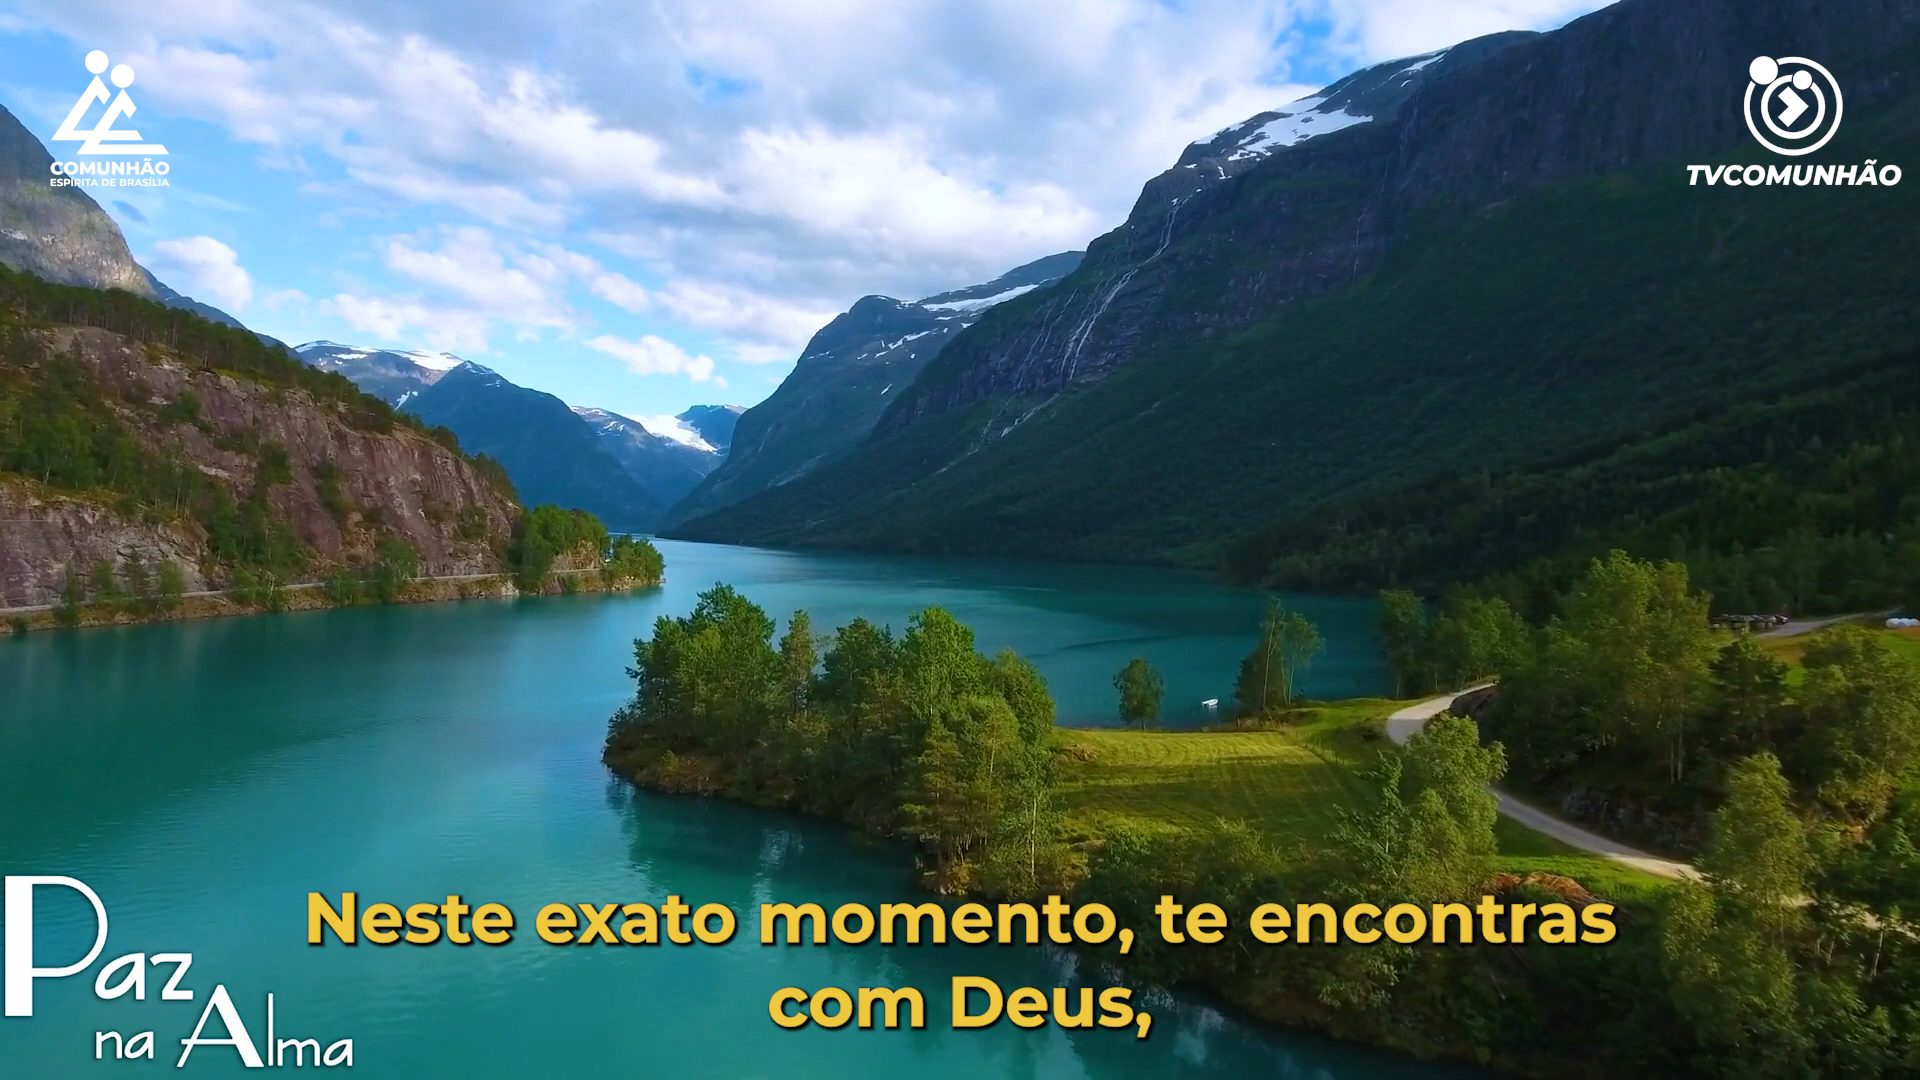 COMUNHÃO
ESPÍRITA DE BRASÍLIA
TVCOMUNHÃO
Neste exato momento, te encontras
com Deus,
Paz
na Alma